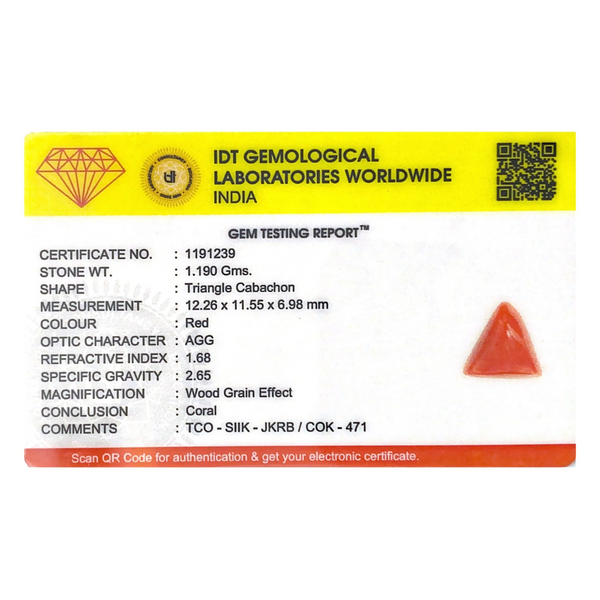 IDT GEMOLOGICAL
LABORATORIES WORLDWIDE
INDIA
GEM TESTING REPORT™
CERTIFICATE NO. : 1191239
STONE WT. : 1.190 Gms.
SHAPE : Triangle Cabachon
MEASUREMENT : 12.26 x 11.55 x 6.98 mm
COLOUR : Red
OPTIC CHARACTER : AGG
REFRACTIVE INDEX : 1.68
SPECIFIC GRAVITY : 2.65
MAGNIFICATION : Wood Grain Effect
CONCLUSION : Coral
COMMENTS : TCO - SIIK - JKRB / COK - 471
Scan QR Code for authentication & get your electronic certificate.